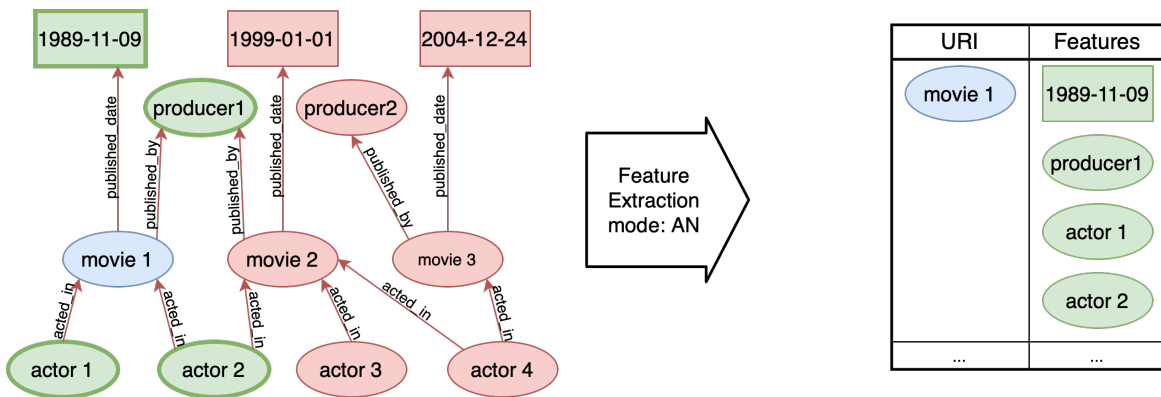 1989-11-09
1999-01-01
2004-12-24
producer1
producer2
published_date
published_by
published_by
published_date
published_by
published_date
movie 1
movie 2
movie 3
acted_in
acted_in
acted_in
acted_in
acted_in
acted_in
actor 1
actor 2
actor 3
actor 4
Feature
Extraction
mode: AN
URI
Features
movie 1
1989-11-09
producer1
actor 1
actor 2
...
...